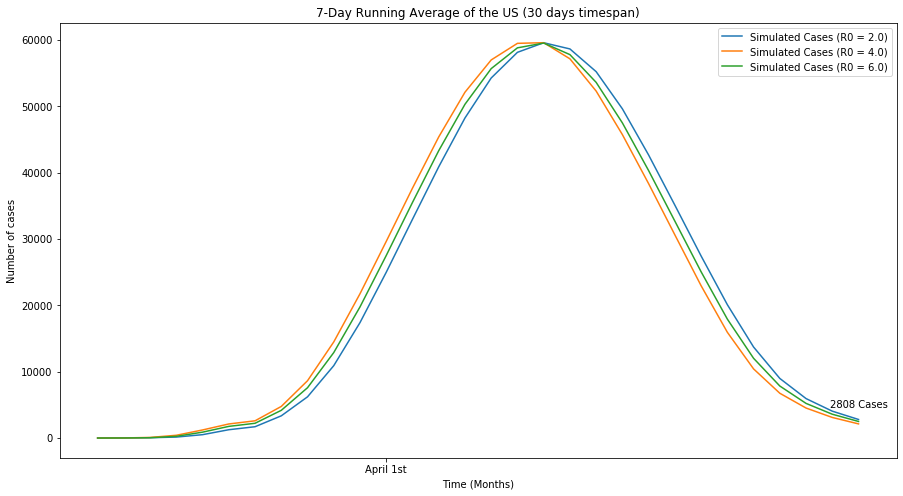 7-Day Running Average of the US (30 days timespan)
Simulated Cases (R0 = 2.0)
Simulated Cases (R0 = 4.0)
Simulated Cases (R0 = 6.0)
60000
50000
40000
30000
20000
10000
0
Number of cases
2808 Cases
April 1st
Time (Months)